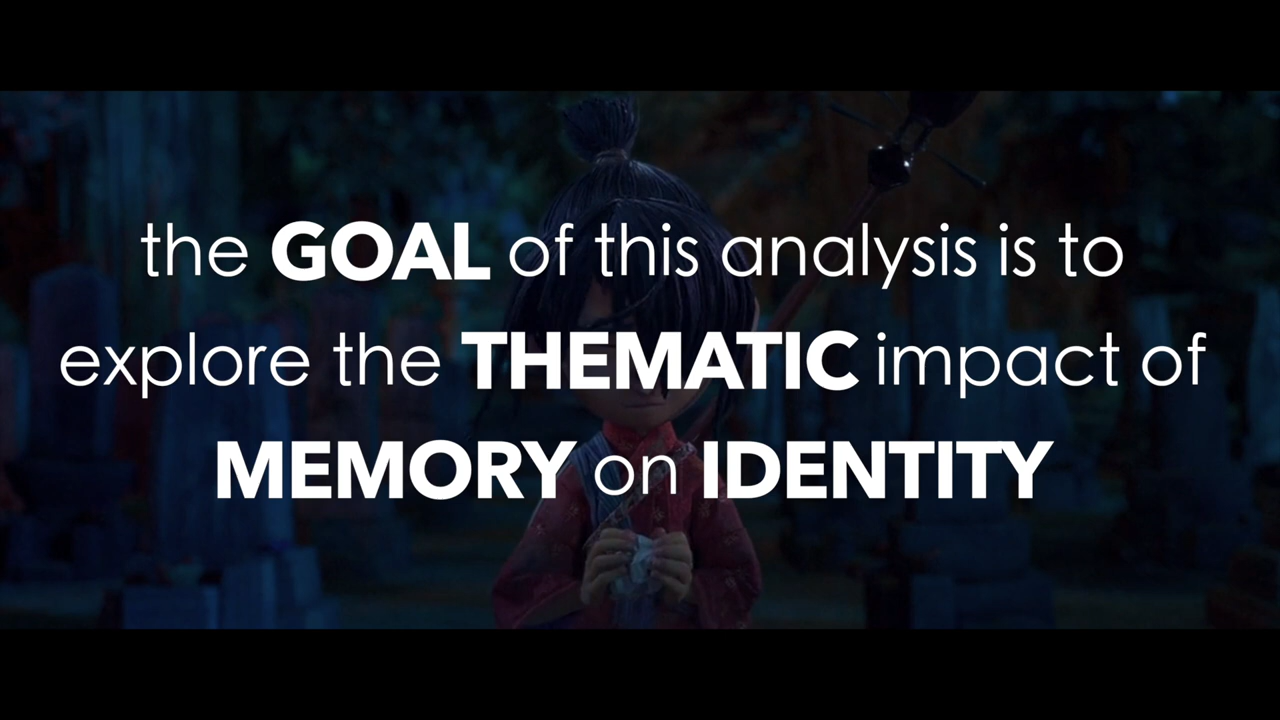 the GOAL of this analysis is to
explore the THEMATIC impact of
MEMORY on IDENTITY